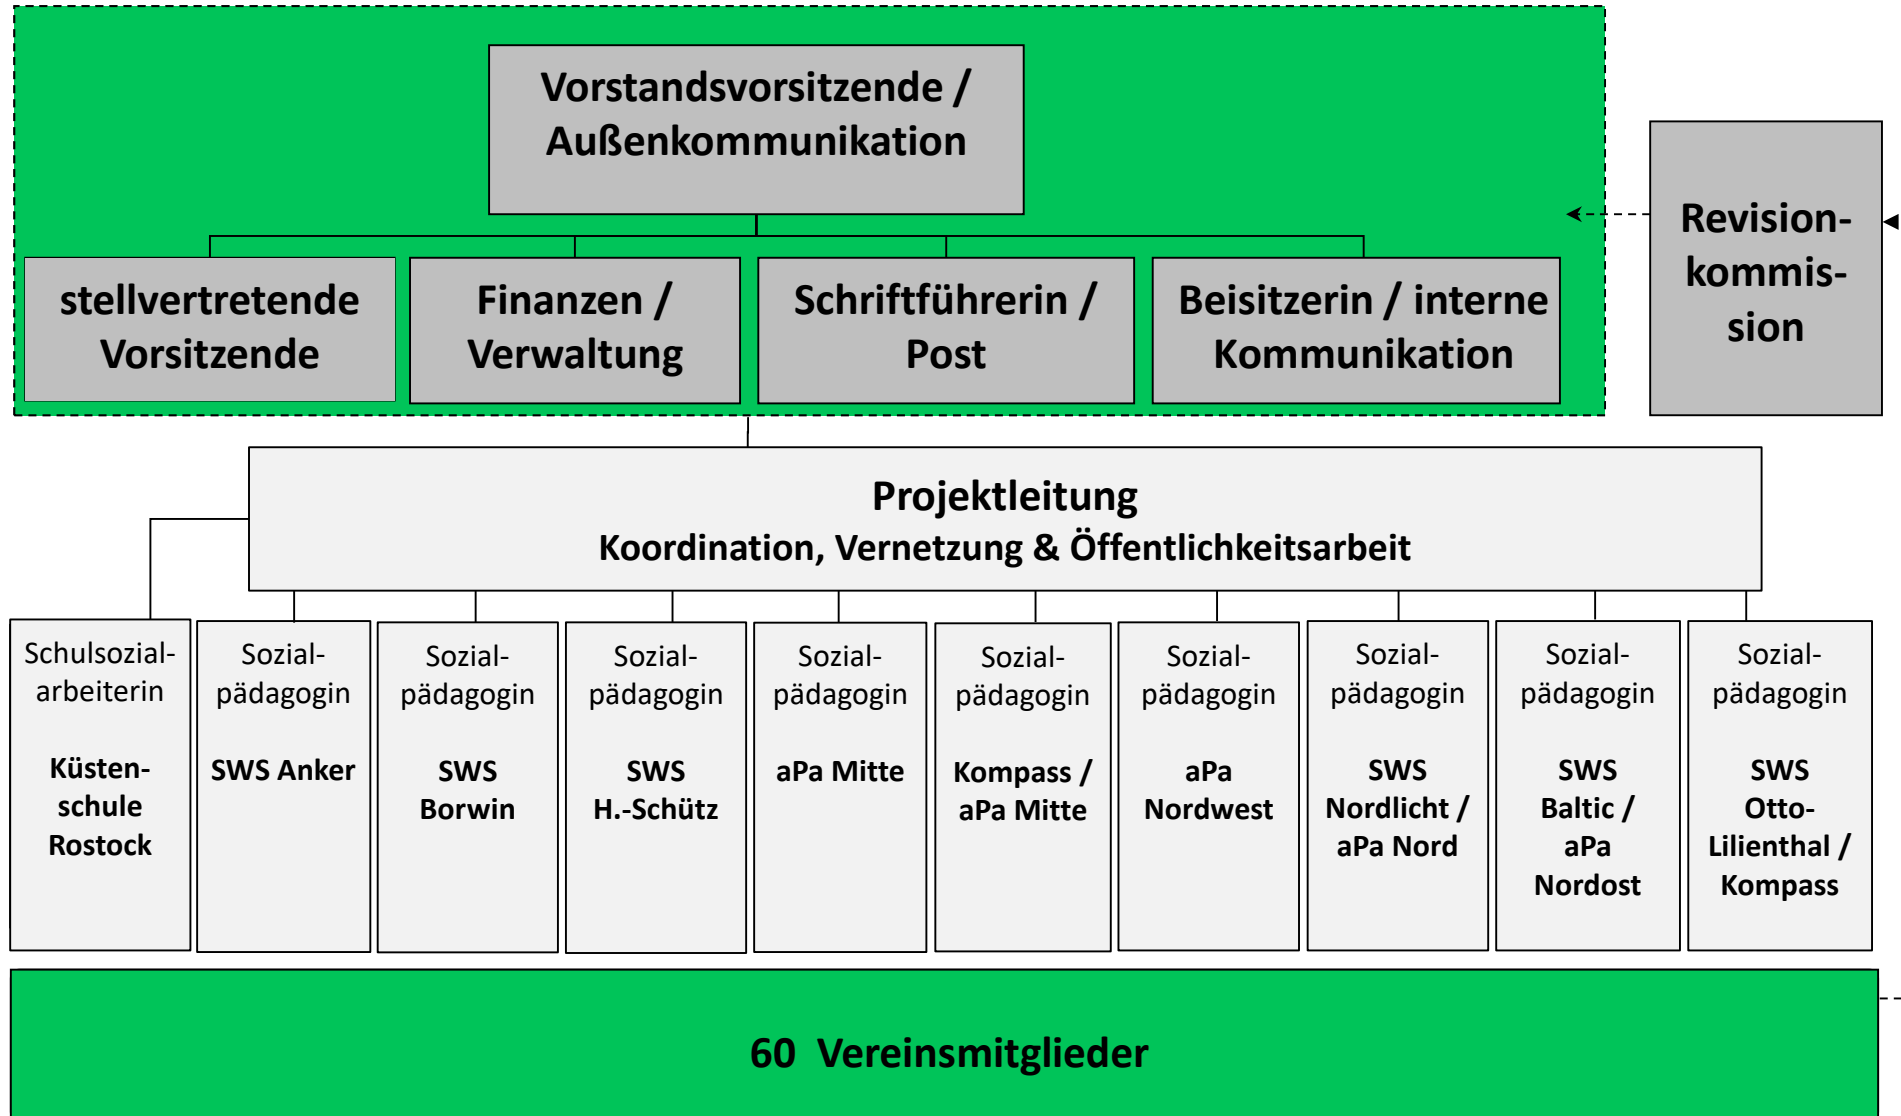 Vorstandsvorsitzende /
Außenkommunikation
Revision-
kommis-
sion
stellvertretende
Vorsitzende
Finanzen /
Verwaltung
Schriftführerin /
Post
Beisitzerin / interne
Kommunikation
Projektleitung
Koordination, Vernetzung & Öffentlichkeitsarbeit
Schulsozial-
arbeiterin
Küsten-
schule
Rostock
Sozial-
pädagogin
SWS Anker
Sozial-
pädagogin
SWS
Borwin
Sozial-
pädagogin
SWS
H.-Schütz
Sozial-
pädagogin
aPa Mitte
Sozial-
pädagogin
Kompass /
aPa Mitte
Sozial-
pädagogin
aPa
Nordwest
Sozial-
pädagogin
SWS
Nordlicht /
aPa Nord
Sozial-
pädagogin
SWS
Baltic /
aPa
Nordost
Sozial-
pädagogin
SWS
Otto-
Lilienthal /
Kompass
60  Vereinsmitglieder